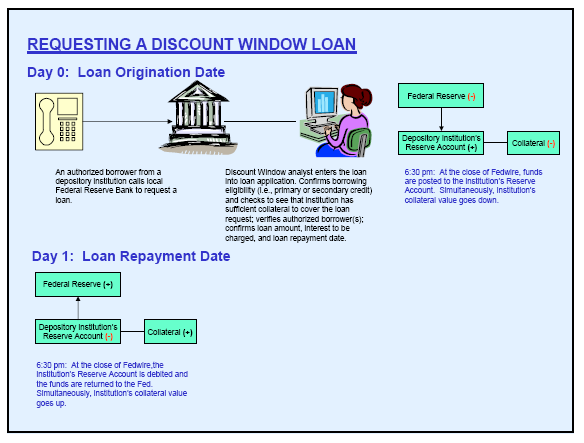 REQUESTING A DISCOUNT WINDOW LOAN
Day 0:  Loan Origination Date
An authorized borrower from a
depository institution calls local
Federal Reserve Bank to request a
loan.
Discount Window analyst enters the loan
into loan application.  Confirms borrowing
eligibility (i.e., primary or secondary credit)
and checks to see that institution has
sufficient collateral to cover the loan
request; verifies authorized borrower(s);
confirms loan amount, interest to be
charged, and loan repayment date.
Federal Reserve (-)
Depository Institution's
Reserve Account (+)
Collateral (-)
6:30 pm:  At the close of Fedwire, funds
are posted to the institution's Reserve
Account.  Simultaneously, institution's
collateral value goes down.
Day 1:  Loan Repayment Date
Federal Reserve (+)
Depository Institution's
Reserve Account (-)
Collateral (+)
6:30 pm:  At the close of Fedwire,the
institution's Reserve Account is debited and
the funds are returned to the Fed.
Simultaneously, institution's collateral value
goes up.